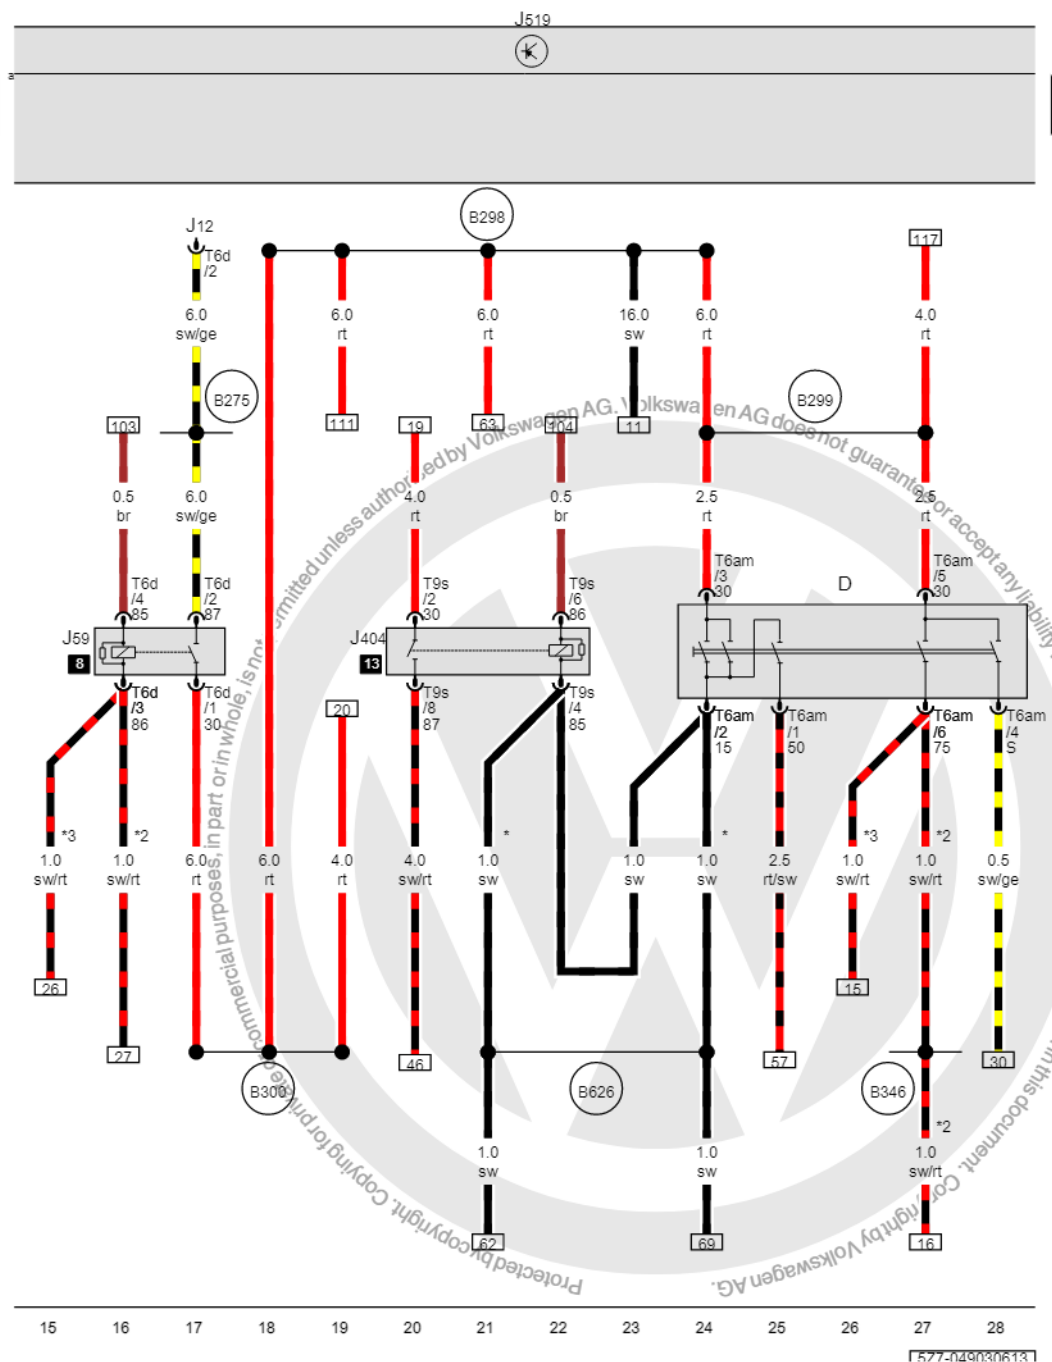 J519
a
B298
J12
T6d
/2
117
6.0
sw/ge
6.0
rt
6.0
rt
16.0
sw
6.0
rt
4.0
rt
B275
B299
103
111
19
63
104
11
0.5
br
6.0
sw/ge
4.0
rt
0.5
br
2.5
rt
2.5
rt
T6d
/4
85
T6d
/2
87
T9s
/2
30
T9s
/6
86
T6am
/3
30
D
T6am
/5
30
J59
8
J404
13
T6d
/3
86
T6d
/1
30
20
T9s
/8
87
T9s
/4
85
T6am
/2
15
T6am
/1
50
T6am
/6
75
T6am
/4
S
*3
*2
*
*
*3
*2
1.0
sw/rt
1.0
sw/rt
6.0
rt
6.0
rt
4.0
rt
4.0
sw/rt
1.0
sw
1.0
sw
1.0
sw
2.5
rt/sw
1.0
sw/rt
1.0
sw/rt
0.5
sw/ge
26
15
27
46
57
30
B300
B626
B346
*2
1.0
sw
1.0
sw
1.0
sw/rt
62
69
16
15 16 17 18 19 20 21 22 23 24 25 26 27 28
577-049030613